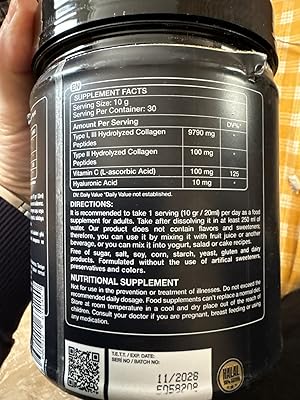 EN
SUPPLEMENT FACTS
Serving Size: 10 g
Serving Per Container: 30
Amount Per Serving DV%*
Type I, III Hydrolyzed Collagen Peptides 9790 mg *
Type II Hydrolyzed Collagen Peptides 100 mg *
Vitamin C (L-ascorbic Acid) 100 mg 125
Hyaluronic Acid 10 mg *
DV: Daily Value *Daily Value not established.
DIRECTIONS:
It is recommended to take 1 serving (10 gr / 20ml) per day as a food
supplement for adults. Take after dissolving it in at least 250 ml of
water. Our product does not contain flavors and sweeteners,
therefore, you can use it by mixing it with fruit juice or another
beverage, or you can mix it into yogurt, salad or cake recipes.
Free of sugar, salt, soy, corn, starch, yeast, gluten and dairy
products. Formulated without the use of artificial sweeteners,
preservatives and colors.
NUTRITIONAL SUPPLEMENT
Not for use in the prevention or treatment of illnesses. Do not exceed the
recommended daily dosage. Food supplements can't replace a normal diet.
Store at room temperature in a cool and dry place out of the reach of
children. Consult your doctor if you are pregnant, breast feeding or using
any medication.
T.E.T.T. / EXP. DATE:
SERI NO / BATCH NO:
11/2026
HALAL